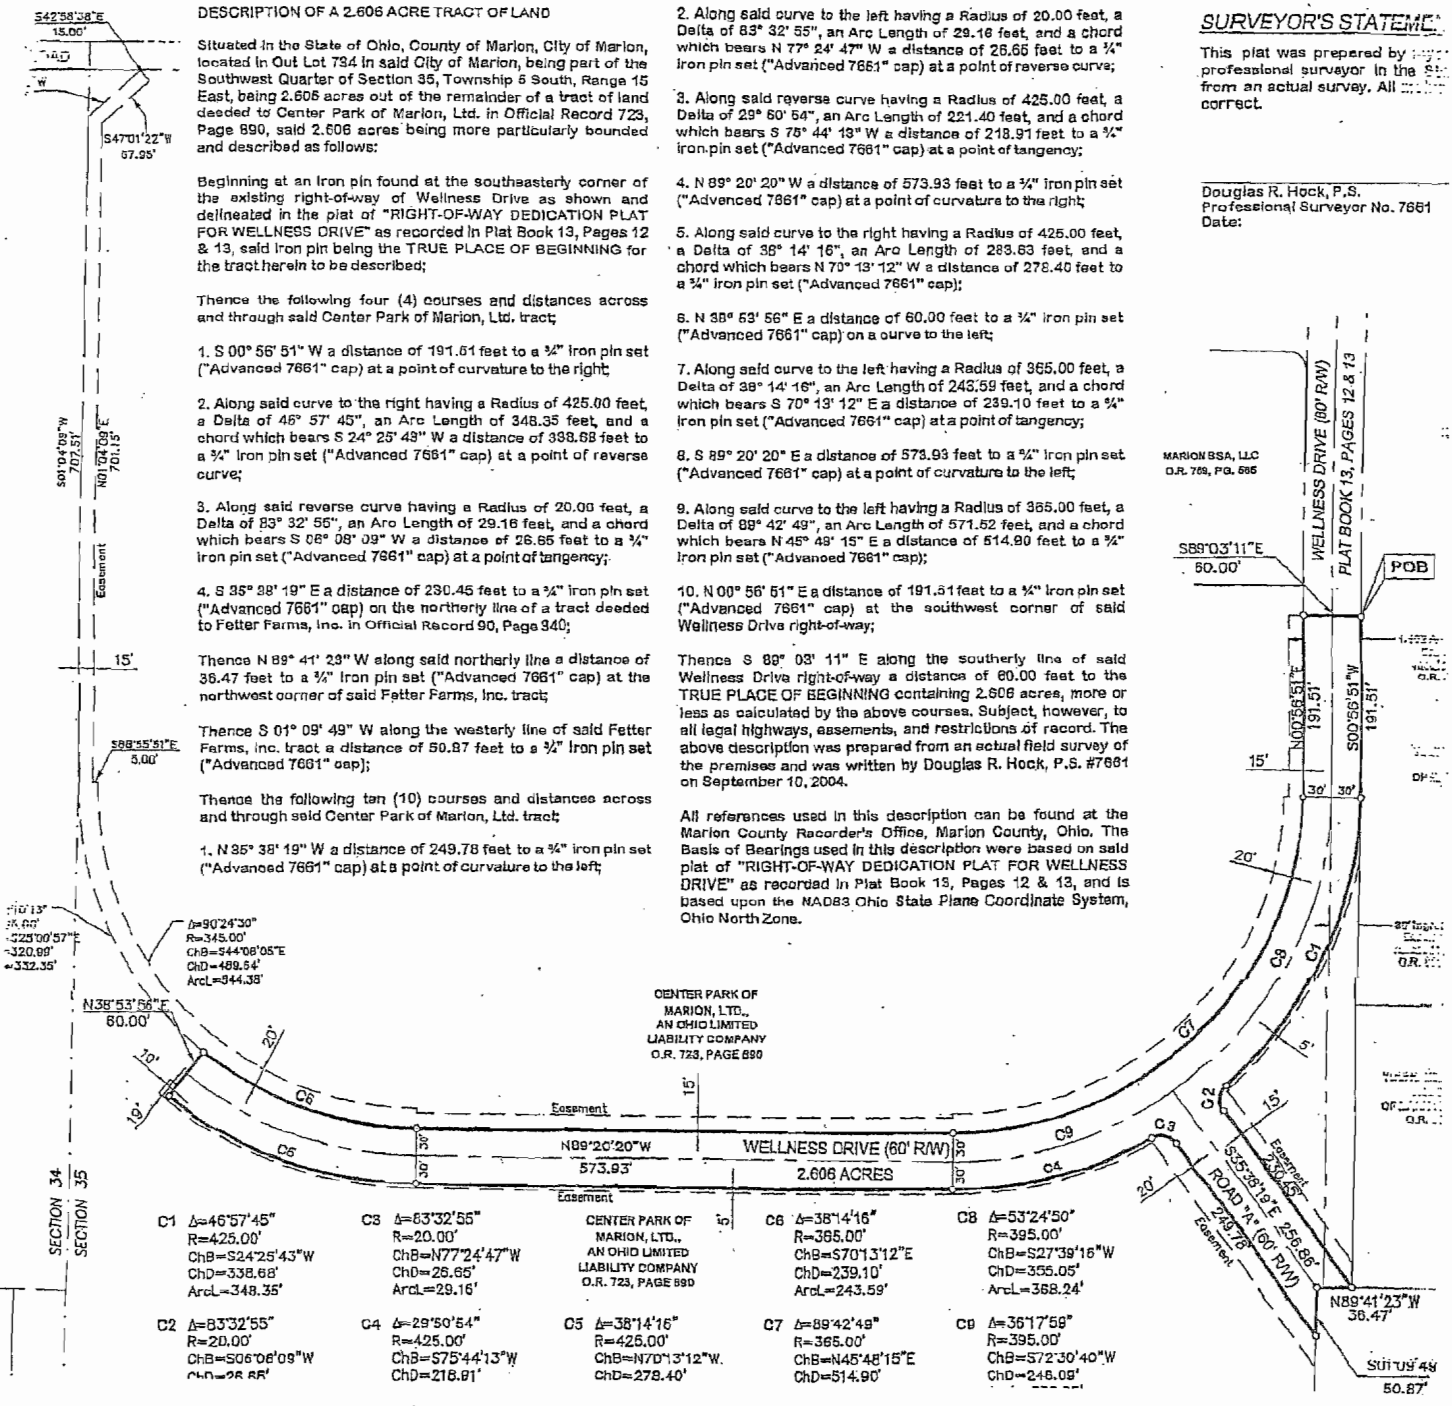 DESCRIPTION OF A 2.606 ACRE TRACT OF LAND
Situated in the State of Ohio, County of Marion, City of Marion,
located in Out Lot 734 in said City of Marion, being part of the
Southwest Quarter of Section 35, Township 5 South, Range 15
East, being 2.606 acres out of the remainder of a tract of land
deeded to Center Park of Marion, Ltd. in Official Record 723,
Page 890, said 2.606 acres being more particularly bounded
and described as follows:
Beginning at an iron pin found at the southeasterly corner of
the existing right-of-way of Wellness Drive as shown and
delineated in the plat of "RIGHT-OF-WAY DEDICATION PLAT
FOR WELLNESS DRIVE" as recorded in Plat Book 13, Pages 12
& 13, said iron pin being the TRUE PLACE OF BEGINNING for
the tract herein to be described;
Thence the following four (4) courses and distances across
and through said Center Park of Marion, Ltd. tract;
1. S 00° 56' 51" W a distance of 191.51 feet to a ¾" iron pin set
("Advanced 7661" cap) at a point of curvature to the right;
2. Along said curve to the right having a Radius of 425.00 feet,
a Delta of 46° 57' 45", an Arc Length of 348.35 feet, and a
chord which bears S 24° 25' 43" W a distance of 338.68 feet to
a ¾" iron pin set ("Advanced 7661" cap) at a point of reverse
curve;
3. Along said reverse curve having a Radius of 20.00 feet, a
Delta of 83° 32' 55", an Arc Length of 29.16 feet, and a chord
which bears S 06° 08' 09" W a distance of 26.65 feet to a ¾"
iron pin set ("Advanced 7661" cap) at a point of tangency;
4. S 35° 38' 19" E a distance of 230.45 feet to a ¾" iron pin set
("Advanced 7661" cap) on the northerly line of a tract deeded
to Fetter Farms, Inc. in Official Record 90, Page 340;
Thence N 89° 41' 23" W along said northerly line a distance of
36.47 feet to a ¾" iron pin set ("Advanced 7661" cap) at the
northwest corner of said Fetter Farms, Inc. tract;
Thence S 01° 09' 49" W along the westerly line of said Fetter
Farms, Inc. tract a distance of 50.87 feet to a ¾" iron pin set
("Advanced 7661" cap);
Thence the following ten (10) courses and distances across
and through said Center Park of Marion, Ltd. tract;
1. N 35° 38' 19" W a distance of 249.78 feet to a ¾" iron pin set
("Advanced 7661" cap) at a point of curvature to the left;
2. Along said curve to the left having a Radius of 20.00 feet, a
Delta of 83° 32' 55", an Arc Length of 29.16 feet, and a chord
which bears N 77° 24' 47" W a distance of 26.65 feet to a ¾"
iron pin set ("Advanced 7661" cap) at a point of reverse curve;
3. Along said reverse curve having a Radius of 425.00 feet, a
Delta of 29° 50' 54", an Arc Length of 221.40 feet, and a chord
which bears S 75° 44' 13" W a distance of 218.91 feet to a ¾"
iron pin set ("Advanced 7661" cap) at a point of tangency;
4. N 89° 20' 20" W a distance of 573.93 feet to a ¾" iron pin set
("Advanced 7661" cap) at a point of curvature to the right;
5. Along said curve to the right having a Radius of 425.00 feet,
a Delta of 38° 14' 16", an Arc Length of 283.63 feet, and a
chord which bears N 70° 13' 12" W a distance of 278.40 feet to
a ¾" iron pin set ("Advanced 7661" cap);
6. N 38° 53' 56" E a distance of 60.00 feet to a ¾" iron pin set
("Advanced 7661" cap) on a curve to the left;
7. Along said curve to the left having a Radius of 365.00 feet, a
Delta of 38° 14' 16", an Arc Length of 243.59 feet, and a chord
which bears S 70° 13' 12" E a distance of 239.10 feet to a ¾"
iron pin set ("Advanced 7661" cap) at a point of tangency;
8. S 89° 20' 20" E a distance of 573.93 feet to a ¾" iron pin set
("Advanced 7661" cap) at a point of curvature to the left;
9. Along said curve to the left having a Radius of 365.00 feet, a
Delta of 89° 42' 49", an Arc Length of 571.52 feet, and a chord
which bears N 45° 48' 15" E a distance of 514.90 feet to a ¾"
iron pin set ("Advanced 7661" cap);
10. N 00° 56' 51" E a distance of 191.51 feet to a ¾" iron pin set
("Advanced 7661" cap) at the southwest corner of said
Wellness Drive right-of-way;
Thence S 89° 03' 11" E along the southerly line of said
Wellness Drive right-of-way a distance of 60.00 feet to the
TRUE PLACE OF BEGINNING containing 2.606 acres, more or
less as calculated by the above courses. Subject, however, to
all legal highways, easements, and restrictions of record. The
above description was prepared from an actual field survey of
the premises and was written by Douglas R. Hock, P.S. #7661
on September 10, 2004.
All references used in this description can be found at the
Marion County Recorder's Office, Marion County, Ohio. The
Basis of Bearings used in this description were based on said
plat of "RIGHT-OF-WAY DEDICATION PLAT FOR WELLNESS
DRIVE" as recorded in Plat Book 13, Pages 12 & 13, and is
based upon the NAD83 Ohio State Plane Coordinate System,
Ohio North Zone.
SURVEYOR'S STATEME
This plat was prepared by
professional surveyor in the
from an actual survey. All
correct.
Douglas R. Hock, P.S.
Professional Surveyor No. 7661
Date:
S42°58'38"E
15.00'
S47°01'22"W
67.95'
S01°04'09"W
707.51'
N01°04'09"E
701.15'
Easement
15'
S88°55'51"E
5.00'
S25°00'57"E
320.99'
332.35'
Δ=90°24'30"
R=345.00'
ChB=S44°08'05"E
ChD=489.64'
ArcL=544.38'
N38°53'56"E
60.00'
10'
19'
20'
C6
C5
SECTION 34
SECTION 35
CENTER PARK OF
MARION, LTD.,
AN OHIO LIMITED
LIABILITY COMPANY
O.R. 723, PAGE 890
15'
Easement
30'
30'
N89°20'20"W
573.93'
WELLNESS DRIVE (60' R/W)
2.606 ACRES
30'
30'
Easement
CENTER PARK OF
MARION, LTD.,
AN OHIO LIMITED
LIABILITY COMPANY
O.R. 723, PAGE 890
5'
MARION BSA, LLC
O.R. 769, PG. 585
WELLNESS DRIVE (60' R/W)
PLAT BOOK 13, PAGES 12 & 13
S89°03'11"E
60.00'
POB
N00°56'51"E
191.51'
S00°56'51"W
191.51'
15'
30' 30'
20'
C8
C1
C7
5'
C2
15'
C9
C3
C4
20'
Easement
230.45'
S35°38'19"E 256.86'
ROAD "A" (60' R/W)
249.78'
Easement
N89°41'23"W
36.47'
50.87'
C1 Δ=46°57'45"
R=425.00'
ChB=S24°25'43"W
ChD=338.68'
ArcL=348.35'
C2 Δ=83°32'55"
R=20.00'
ChB=S06°06'09"W
C3 Δ=83°32'55"
R=20.00'
ChB=N77°24'47"W
ChD=26.65'
ArcL=29.16'
C4 Δ=29°50'54"
R=425.00'
ChB=S75°44'13"W
ChD=218.91'
C5 Δ=38°14'16"
R=425.00'
ChB=N70°13'12"W
ChD=278.40'
C6 Δ=38°14'16"
R=365.00'
ChB=S70°13'12"E
ChD=239.10'
ArcL=243.59'
C7 Δ=89°42'49"
R=365.00'
ChB=N45°48'15"E
ChD=514.90'
C8 Δ=53°24'50"
R=395.00'
ChB=S27°39'16"W
ChD=355.05'
ArcL=368.24'
C9 Δ=36°17'59"
R=395.00'
ChB=S72°30'40"W
ChD=246.09'